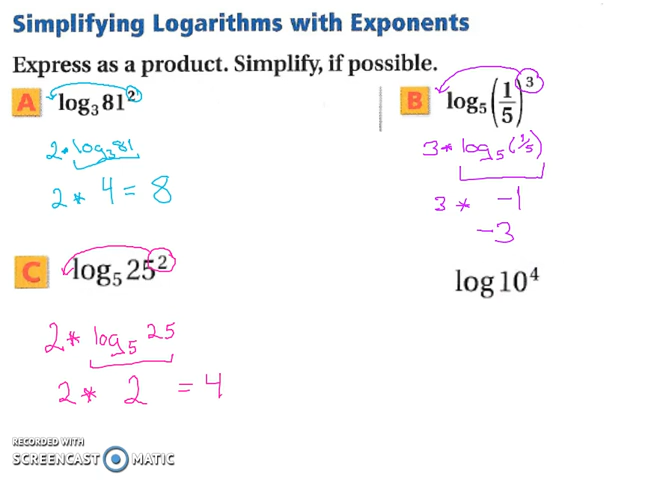 Simplifying Logarithms with Exponents
Express as a product. Simplify, if possible.
A log₃ 81²
2 * log₃ 81
2 * 4 = 8
B log₅ (1/5)³
3 * log₅ (1/5)
3 * -1
-3
C log₅ 25²
2 * log₅ 25
2 * 2 = 4
log 10⁴
RECORDED WITH
SCREENCAST MATIC